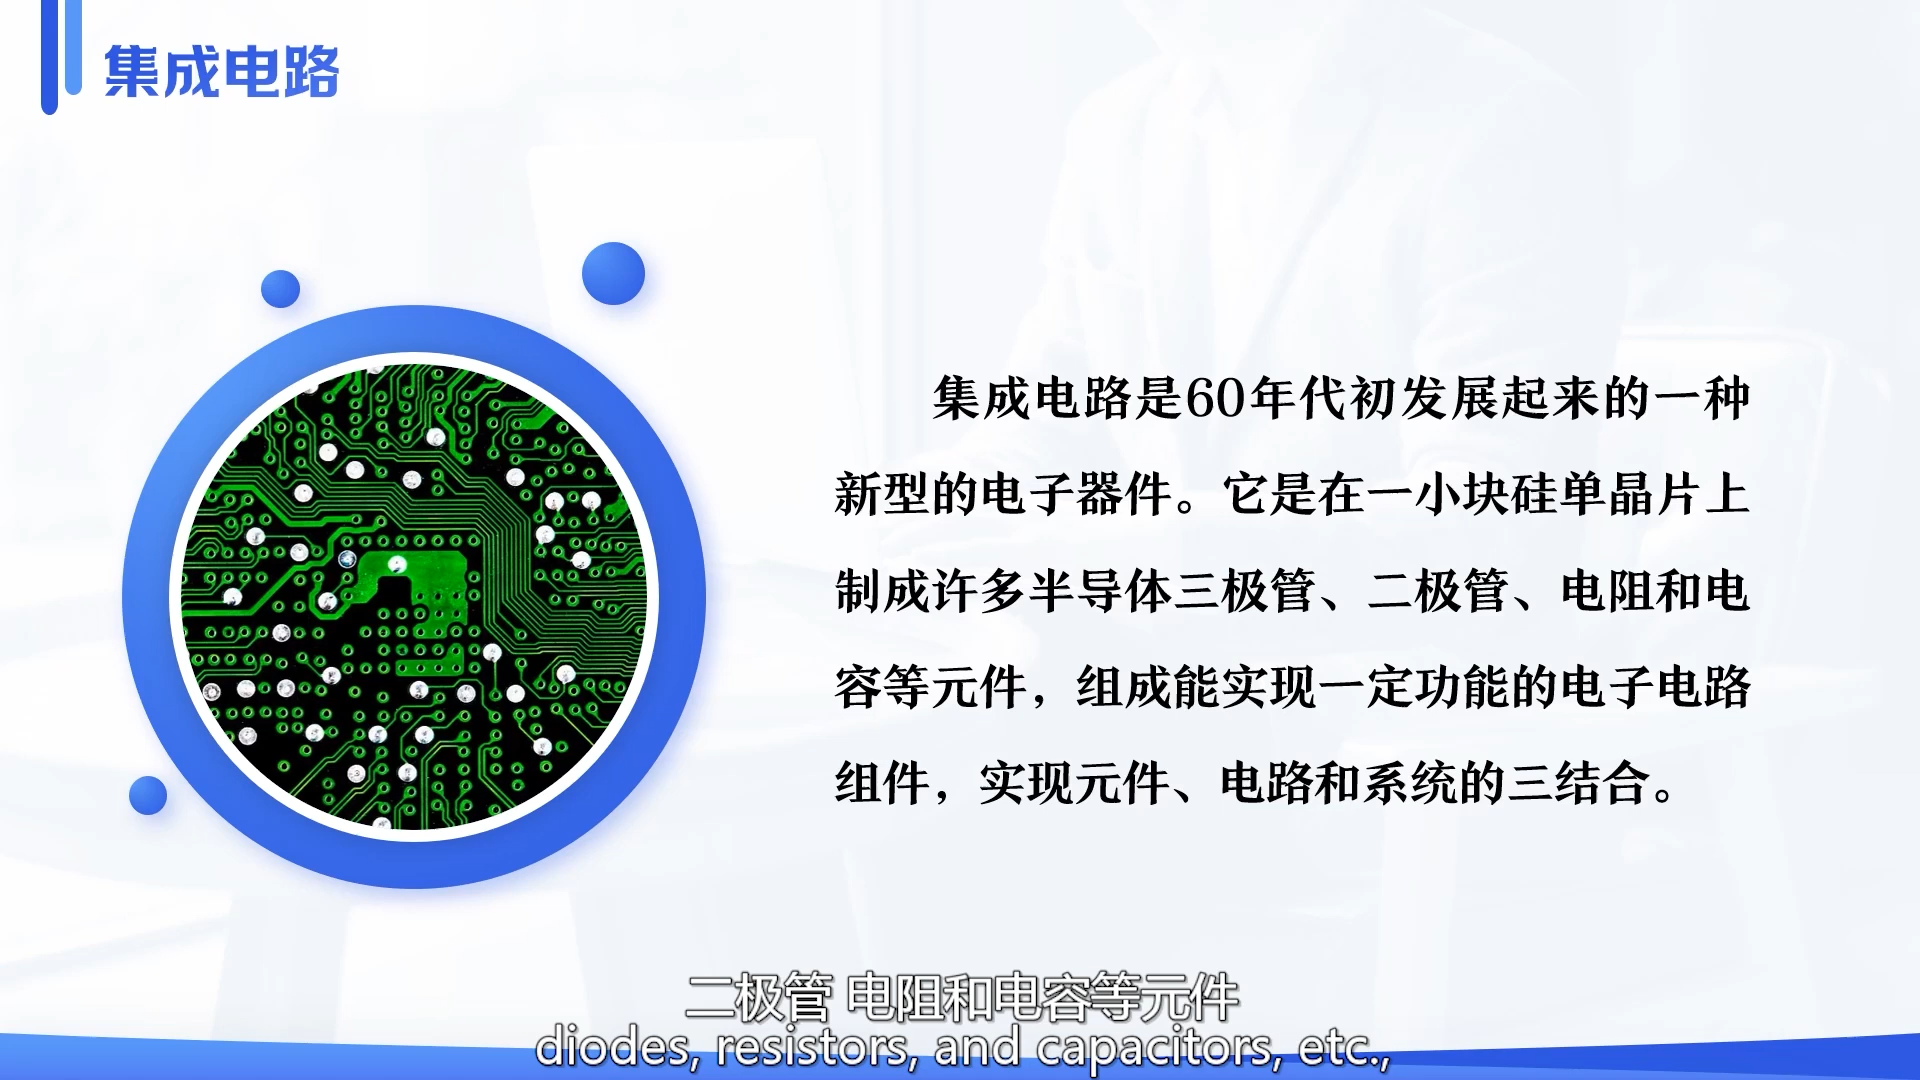 集成电路
集成电路是60年代初发展起来的一种
新型的电子器件。它是在一小块硅单晶片上
制成许多半导体三极管、二极管、电阻和电
容等元件，组成能实现一定功能的电子电路
组件，实现元件、电路和系统的三结合。
二极管 电阻和电容等元件
diodes, resistors, and capacitors, etc.,